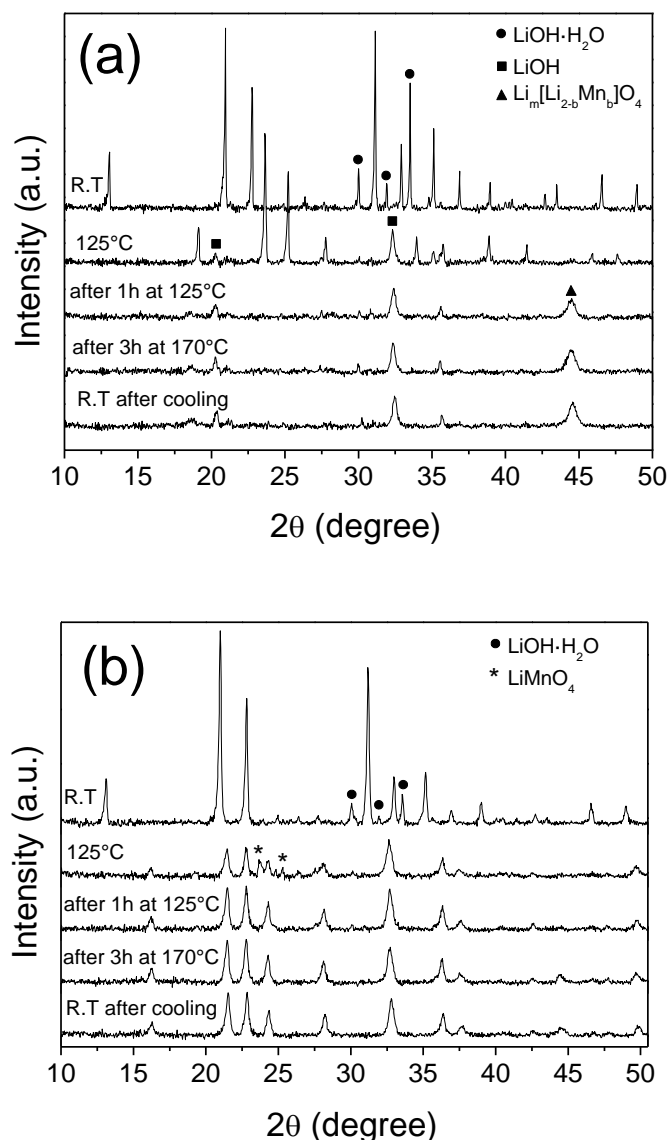 (a)
● LiOH·H₂O
■ LiOH
▲ Liₘ[Li₂₋bMnb]O₄
R.T
125°C
after 1h at 125°C
after 3h at 170°C
R.T after cooling
Intensity (a.u.)
10 15 20 25 30 35 40 45 50
2θ (degree)
(b)
● LiOH·H₂O
* LiMnO₄
R.T
125°C
* *
after 1h at 125°C
after 3h at 170°C
R.T after cooling
Intensity (a.u.)
10 15 20 25 30 35 40 45 50
2θ (degree)